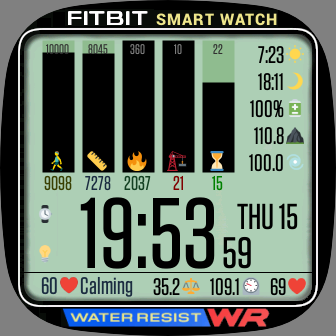 FITBIT SMART WATCH
10000 8045 360 10 22
7:23
18:11
100%
110.8
100.0
9098 7278 2037 21 15
19:53 59 THU 15
60 Calming 35.2 109.1 69
WATER RESIST WR